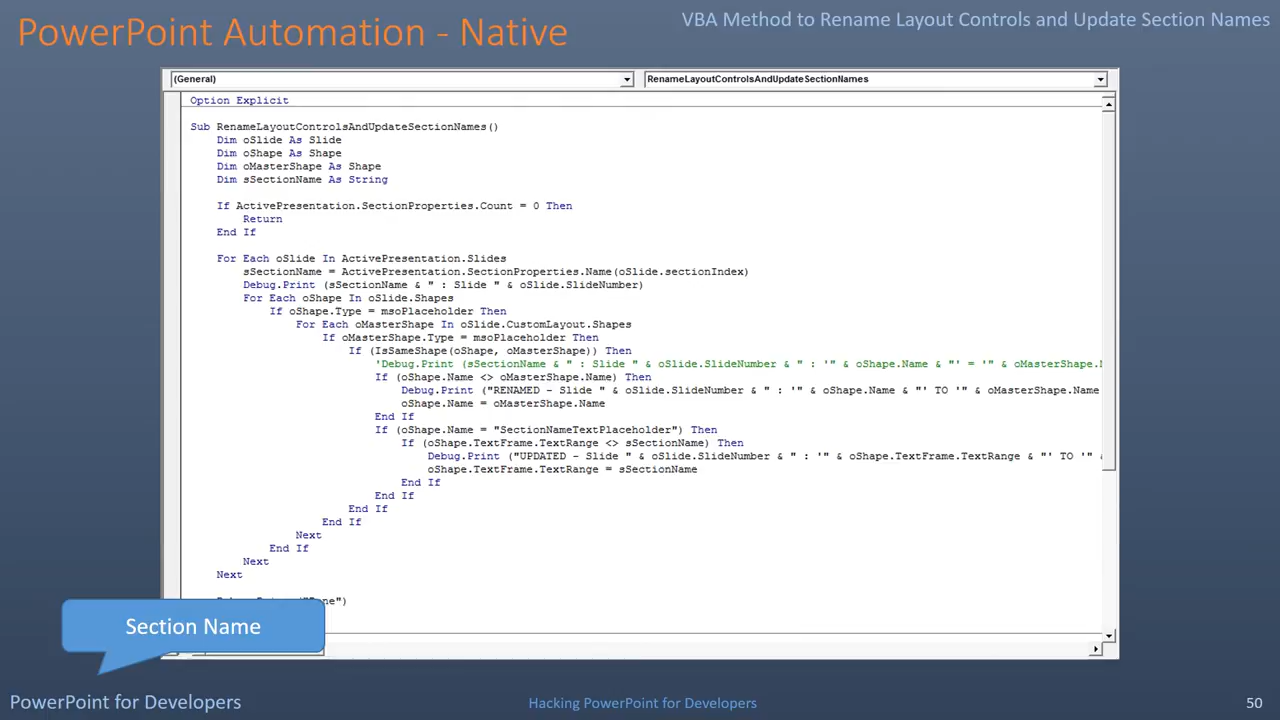 PowerPoint Automation - Native
VBA Method to Rename Layout Controls and Update Section Names
(General)
RenameLayoutControlsAndUpdateSectionNames
Option Explicit
Sub RenameLayoutControlsAndUpdateSectionNames()
Dim oSlide As Slide
Dim oShape As Shape
Dim oMasterShape As Shape
Dim sSectionName As String
If ActivePresentation.SectionProperties.Count = 0 Then
Return
End If
For Each oSlide In ActivePresentation.Slides
sSectionName = ActivePresentation.SectionProperties.Name(oSlide.sectionIndex)
Debug.Print (sSectionName & " : Slide " & oSlide.SlideNumber)
For Each oShape In oSlide.Shapes
If oShape.Type = msoPlaceholder Then
For Each oMasterShape In oSlide.CustomLayout.Shapes
If oMasterShape.Type = msoPlaceholder Then
If (IsSameShape(oShape, oMasterShape)) Then
'Debug.Print (sSectionName & " : Slide " & oSlide.SlideNumber & " : '" & oShape.Name & "' = '" & oMasterShape.
If (oShape.Name <> oMasterShape.Name) Then
Debug.Print ("RENAMED - Slide " & oSlide.SlideNumber & " : '" & oShape.Name & "' TO '" & oMasterShape.Name
oShape.Name = oMasterShape.Name
End If
If (oShape.Name = "SectionNameTextPlaceholder") Then
If (oShape.TextFrame.TextRange <> sSectionName) Then
Debug.Print ("UPDATED - Slide " & oSlide.SlideNumber & " : '" & oShape.TextFrame.TextRange & "' TO '" &
oShape.TextFrame.TextRange = sSectionName
End If
End If
End If
End If
Next
End If
Next
Next
Section Name
PowerPoint for Developers
Hacking PowerPoint for Developers
50